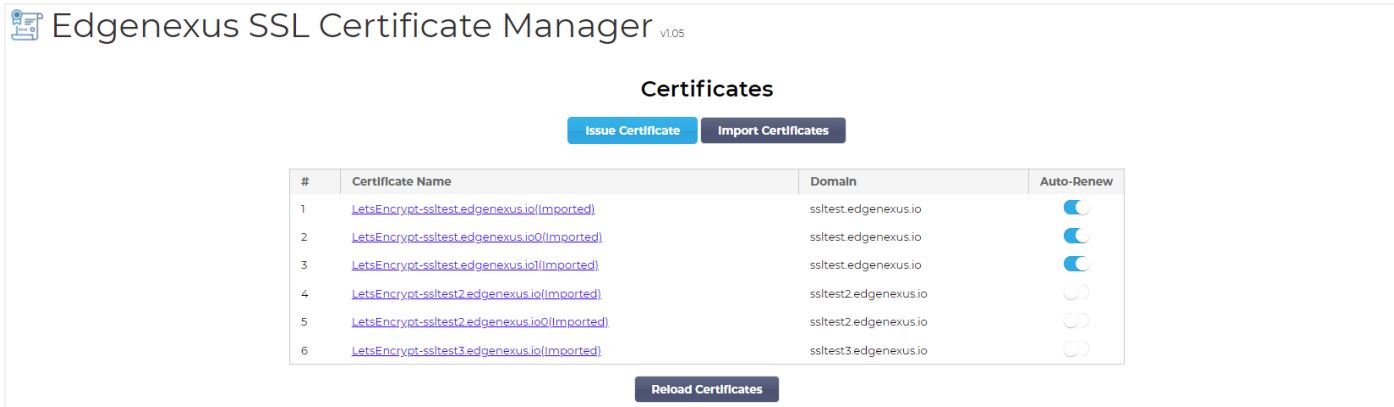 Edgenexus SSL Certificate Manager v1.05
Certificates
Issue Certificate Import Certificates
# Certificate Name Domain Auto-Renew
1 LetsEncrypt-ssltest.edgenexus.io(Imported) ssltest.edgenexus.io
2 LetsEncrypt-ssltest.edgenexus.io0(Imported) ssltest.edgenexus.io
3 LetsEncrypt-ssltest.edgenexus.io1(Imported) ssltest.edgenexus.io
4 LetsEncrypt-ssltest2.edgenexus.io(Imported) ssltest2.edgenexus.io
5 LetsEncrypt-ssltest2.edgenexus.io0(Imported) ssltest2.edgenexus.io
6 LetsEncrypt-ssltest3.edgenexus.io(Imported) ssltest3.edgenexus.io
Reload Certificates